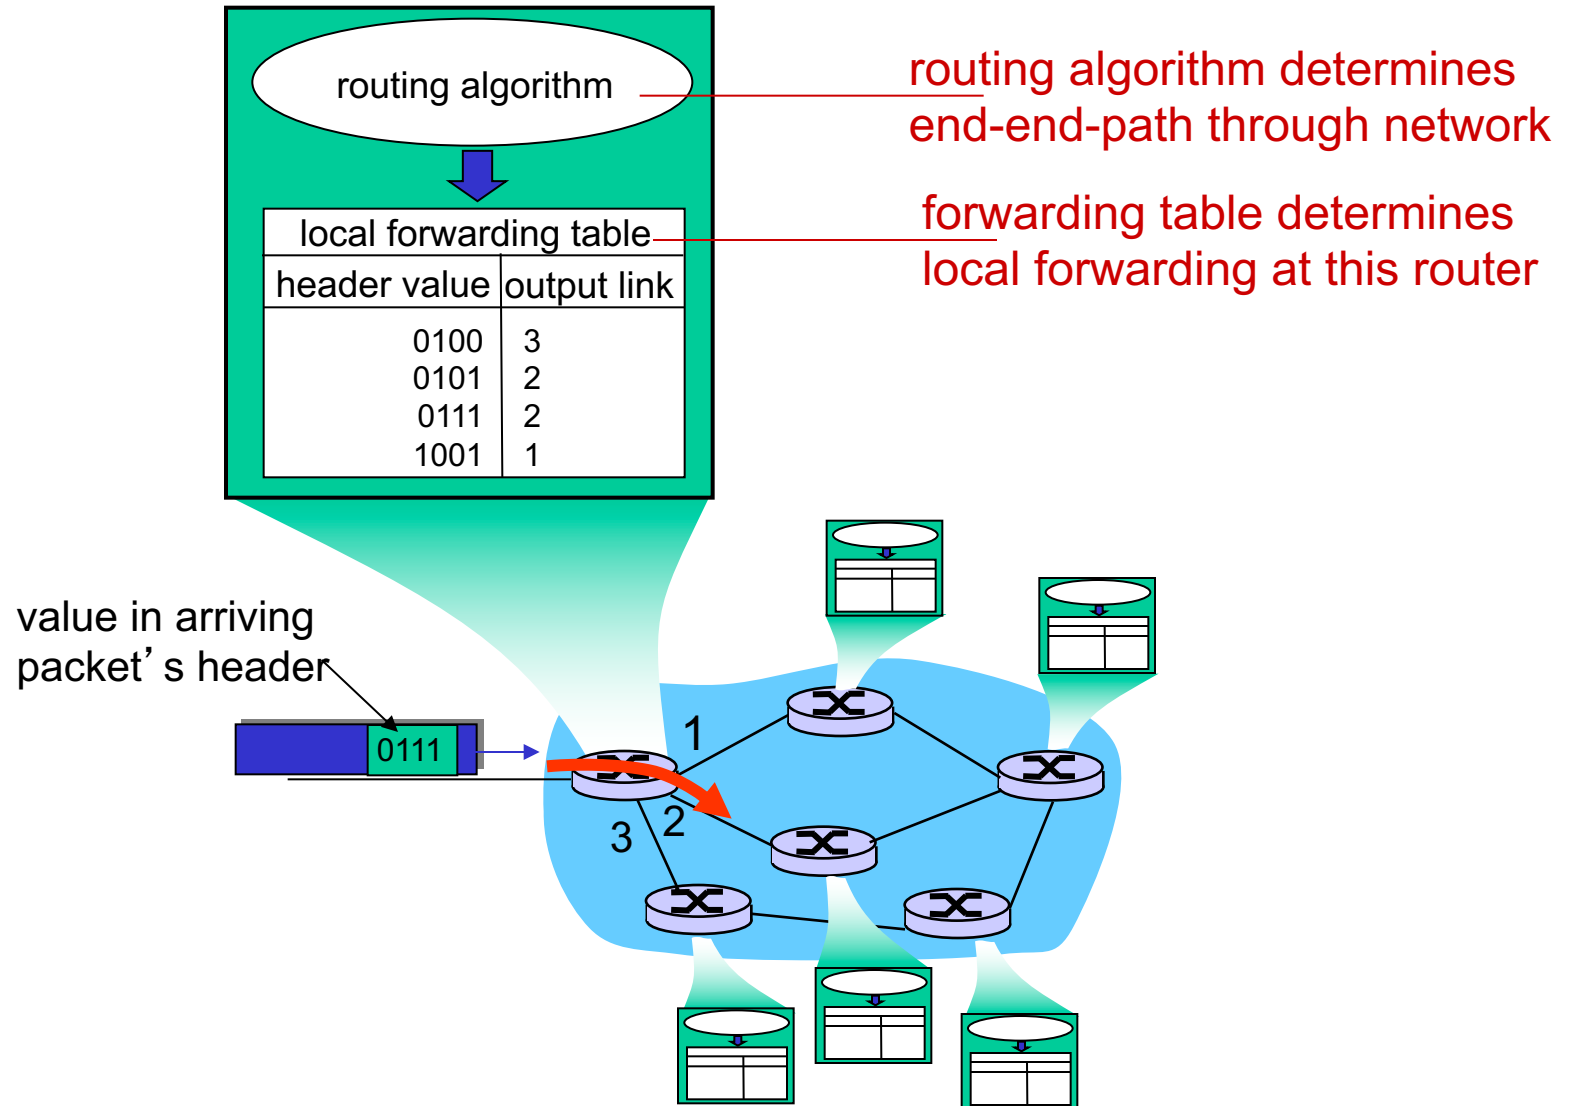 routing algorithm
routing algorithm determines
end-end-path through network
local forwarding table
forwarding table determines
local forwarding at this router
header value output link
0100 3
0101 2
0111 2
1001 1
value in arriving
packet’s header
0111
1
2
3